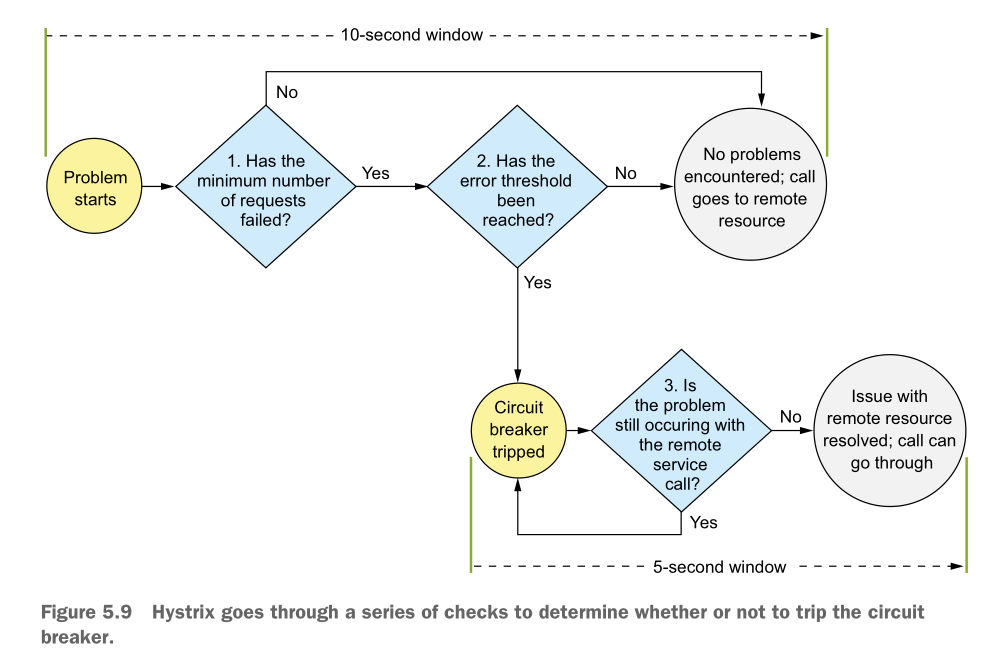 10-second window
No
Problem
starts
1. Has the
minimum number
of requests
failed?
Yes
2. Has the
error threshold
been
reached?
No
No problems
encountered; call
goes to remote
resource
Yes
Circuit
breaker
tripped
3. Is
the problem
still occuring with
the remote
service
call?
No
Issue with
remote resource
resolved; call can
go through
Yes
5-second window
Figure 5.9 Hystrix goes through a series of checks to determine whether or not to trip the circuit
breaker.